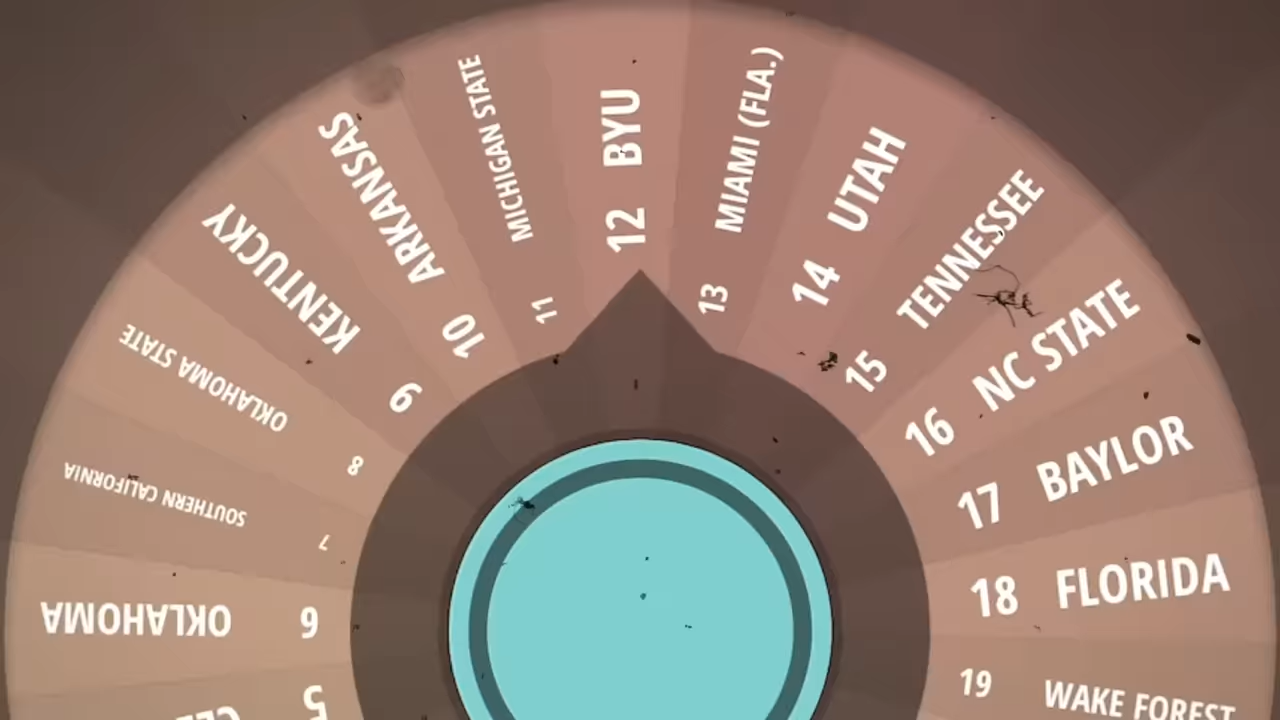 5
6 OKLAHOMA
7 SOUTHERN CALIFORNIA
8 OKLAHOMA STATE
9 KENTUCKY
10 ARKANSAS
11 MICHIGAN STATE
12 BYU
13 MIAMI (FLA.)
14 UTAH
15 TENNESSEE
16 NC STATE
17 BAYLOR
18 FLORIDA
19 WAKE FOREST